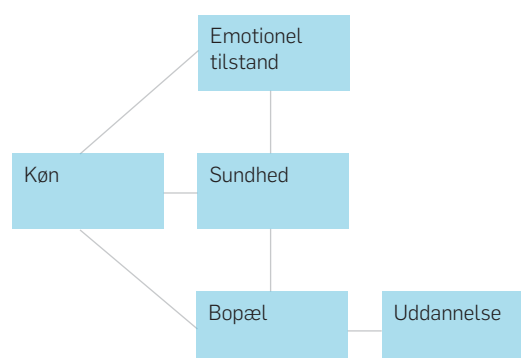 Emotionel
tilstand
Køn
Sundhed
Bopæl
Uddannelse